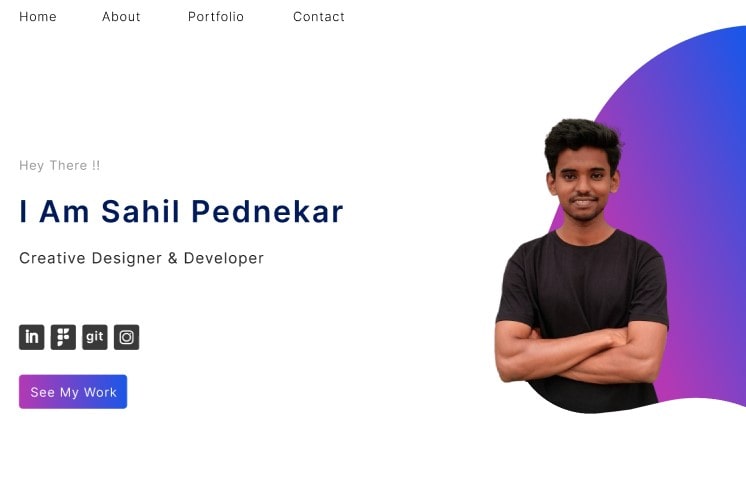 Home About Portfolio Contact
Hey There !!
I Am Sahil Pednekar
Creative Designer & Developer
in git
See My Work